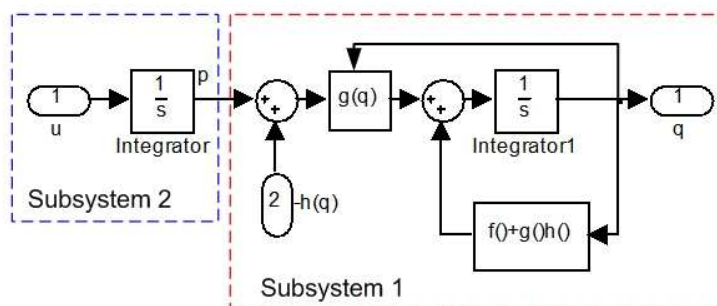 1
u
1
s
Integrator
p
+
+
2
-h(q)
g(q)
+
+
1
s
Integrator1
1
q
f()+g()h()
Subsystem 2
Subsystem 1